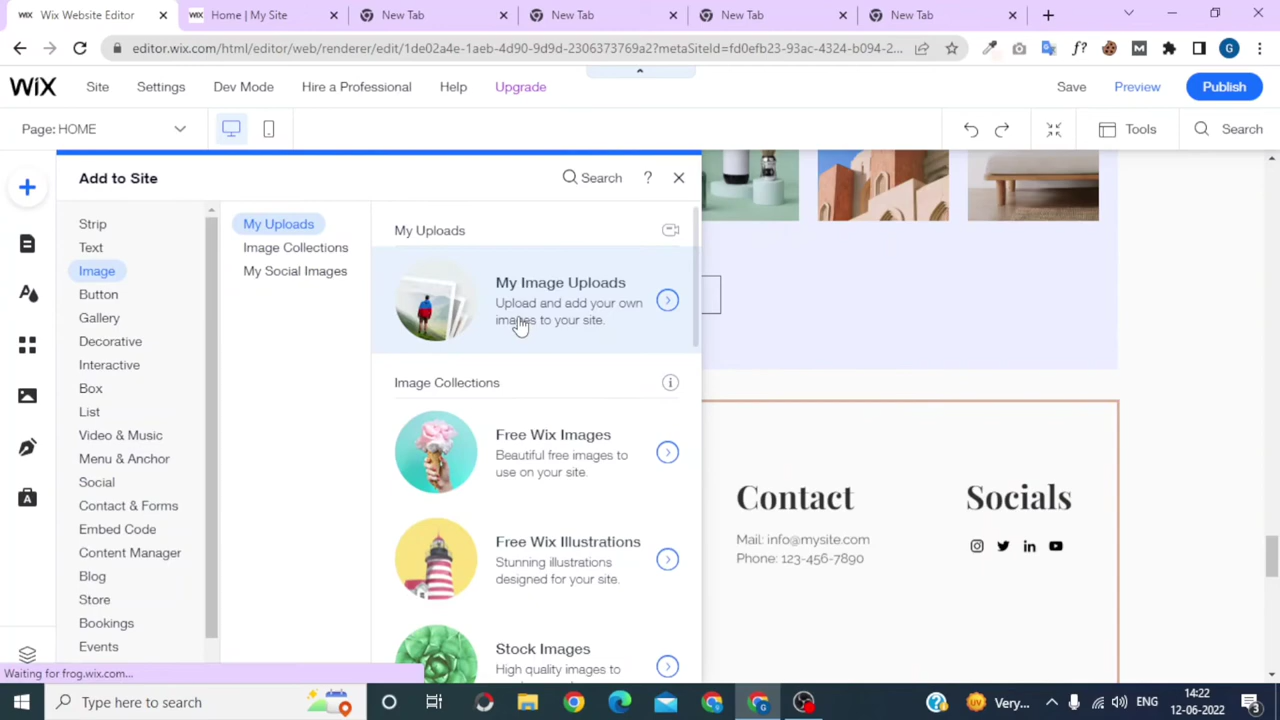 Wix Website Editor
WIX Home | My Site
New Tab
New Tab
New Tab
New Tab
editor.wix.com/html/editor/web/renderer/edit/1de02a4e-1aeb-4d90-9d9d-2306373769a2?metaSiteId=fd0efb23-93ac-4324-b094-2...
f?
M
G
WiX
Site
Settings
Dev Mode
Hire a Professional
Help
Upgrade
Save
Preview
Publish
Page: HOME
Tools
Search
Add to Site
Search
?
Strip
Text
Image
Button
Gallery
Decorative
Interactive
Box
List
Video & Music
Menu & Anchor
Social
Contact & Forms
Embed Code
Content Manager
Blog
Store
Bookings
Events
My Uploads
Image Collections
My Social Images
My Uploads
My Image Uploads
Upload and add your own
images to your site.
Image Collections
Free Wix Images
Beautiful free images to
use on your site.
Free Wix Illustrations
Stunning illustrations
designed for your site.
Stock Images
High quality images to
Contact
Mail: info@mysite.com
Phone: 123-456-7890
Socials
Waiting for frog.wix.com...
Type here to search
Very...
ENG
14:22
12-06-2022
3